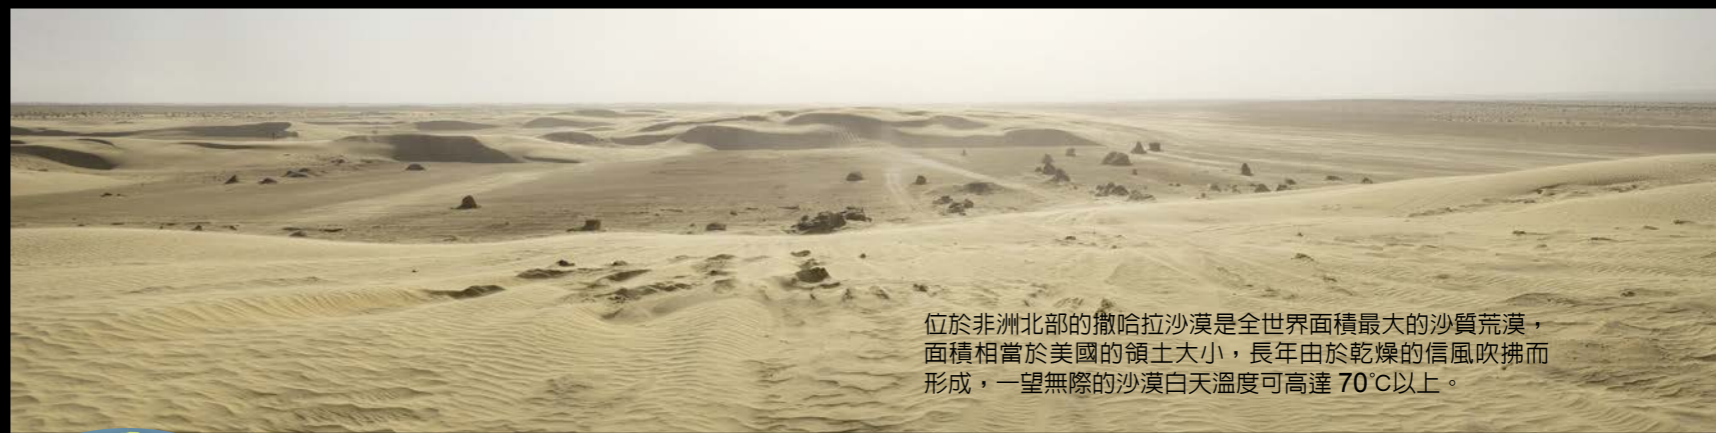 位於非洲北部的撒哈拉沙漠是全世界面積最大的沙質荒漠，
面積相當於美國的領土大小，長年由於乾燥的信風吹拂而
形成，一望無際的沙漠白天溫度可高達 70°C以上。